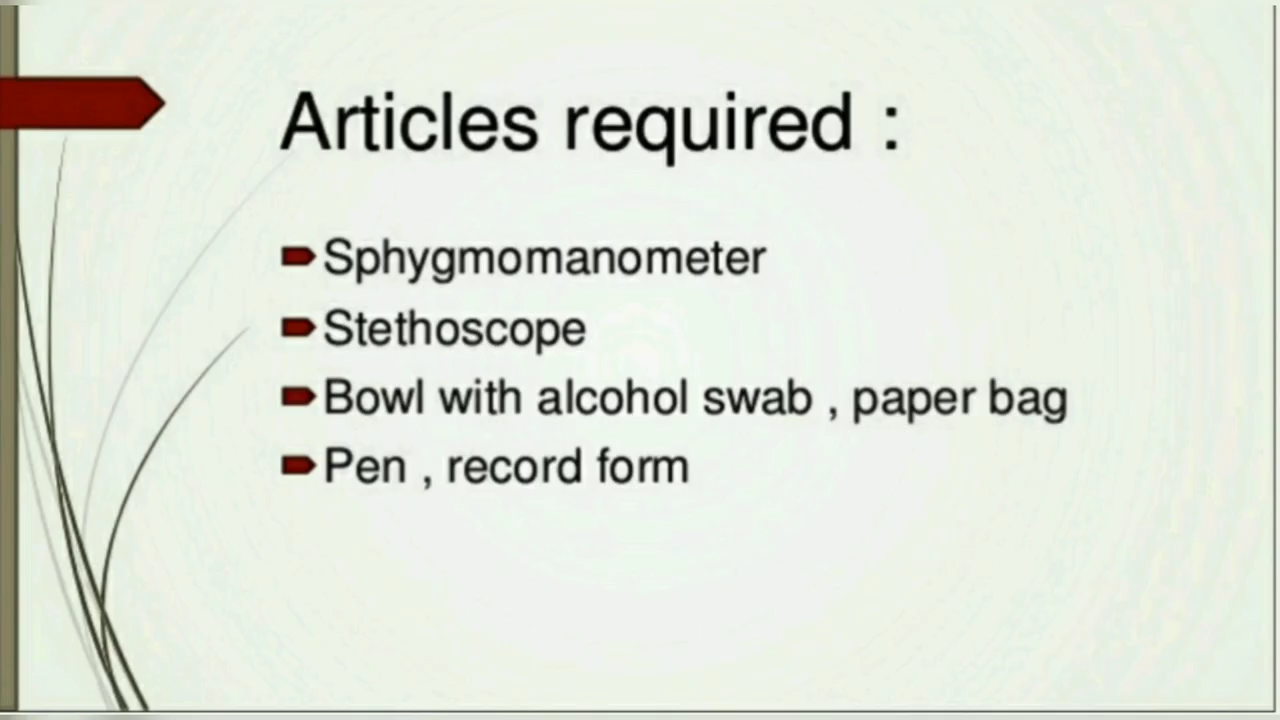 Articles required :
Sphygmomanometer
Stethoscope
Bowl with alcohol swab , paper bag
Pen , record form